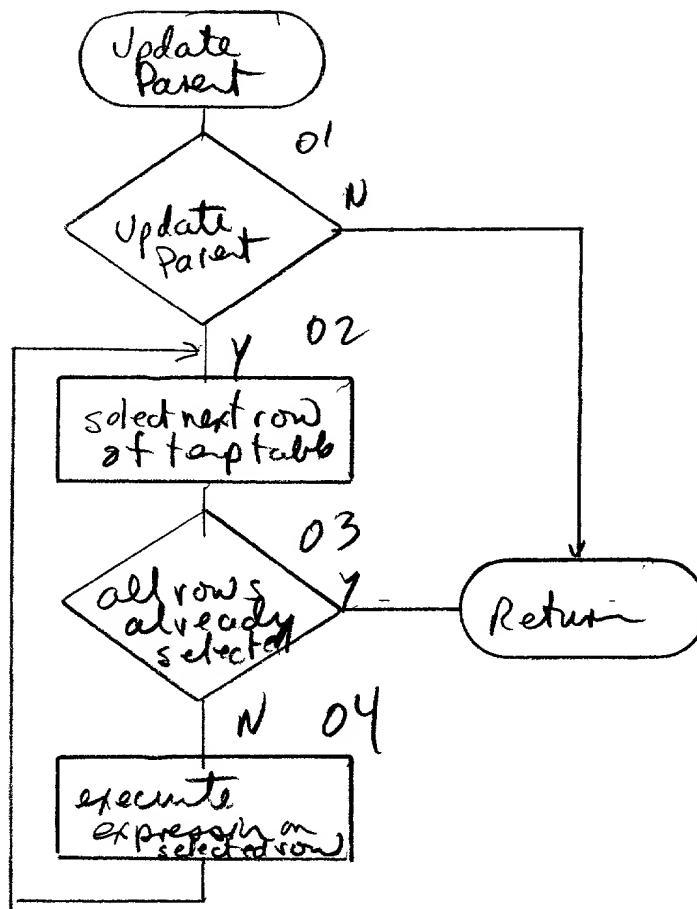 Update
Parent
01
N
Update
Parent
02
Y
select next row
of temp table
03
Y
all rows
already
selected
Return
N 04
execute
expression on
selected row